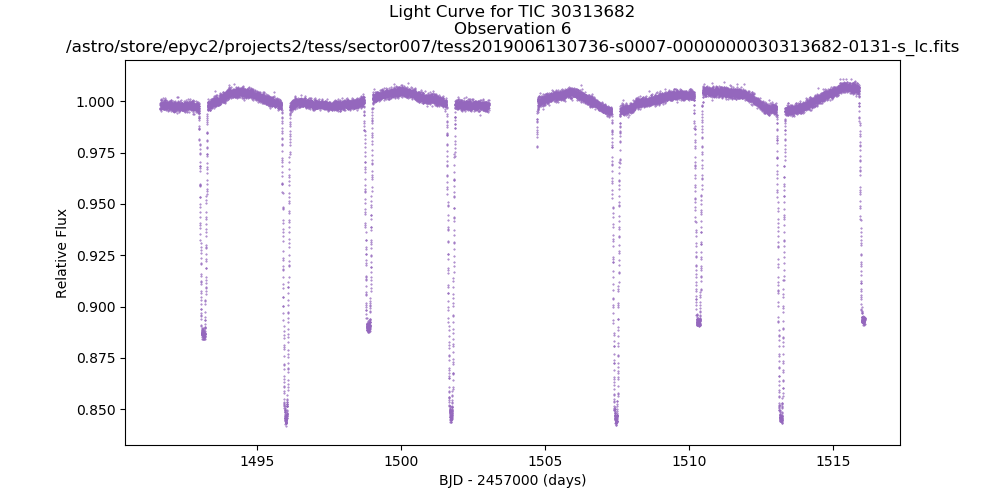 Light Curve for TIC 30313682
Observation 6
/astro/store/epyc2/projects2/tess/sector007/tess2019006130736-s0007-0000000030313682-0131-s_lc.fits
1.000
0.975
0.950
0.925
0.900
0.875
0.850
Relative Flux
1495
1500
1505
1510
1515
BJD - 2457000 (days)